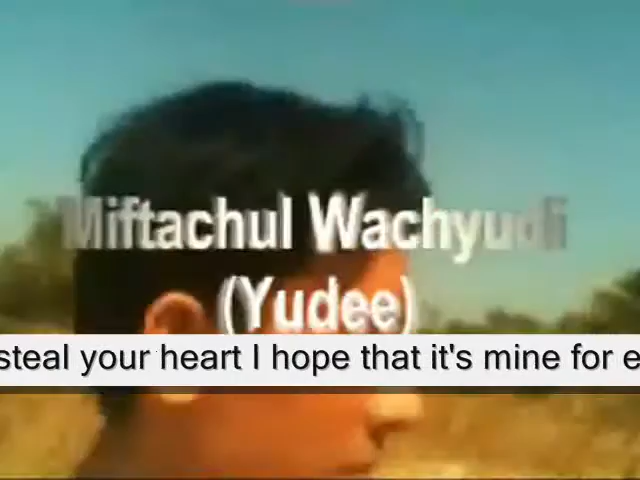 Miftachul Wachyudi
(Yudee)
steal your heart I hope that it's mine for e